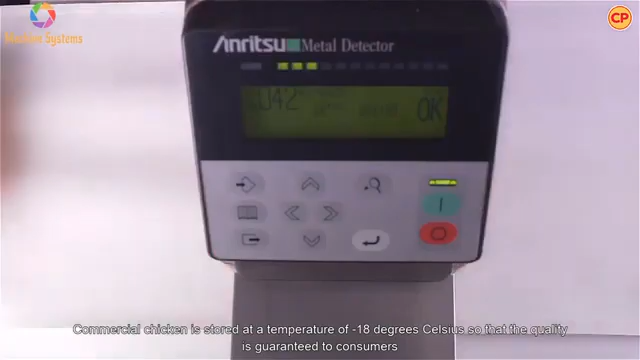 CP
Anritsu Metal Detector
OK
Commercial chicken is stored at a temperature of -18 degrees Celsius so that the quality
is guaranteed to consumers